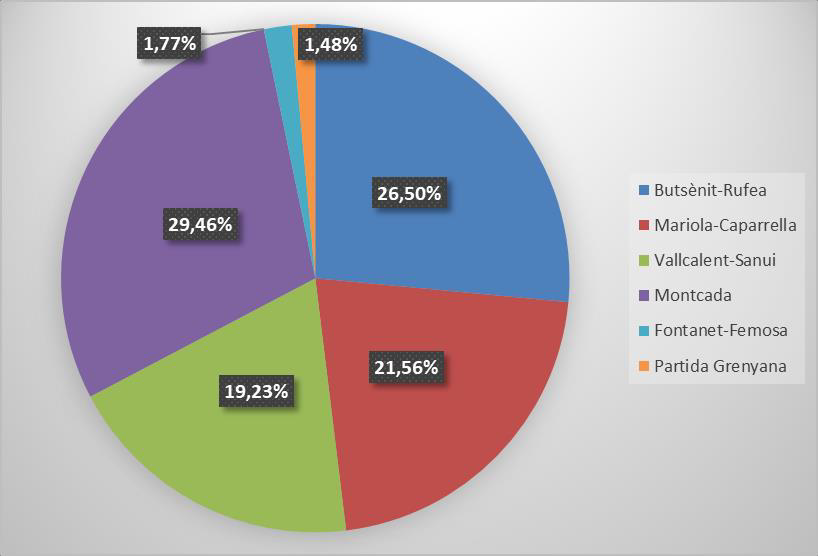 1,77%
1,48%
26,50%
29,46%
21,56%
19,23%
Butsènit-Rufea
Mariola-Caparrella
Vallcalent-Sanui
Montcada
Fontanet-Femosa
Partida Grenyana